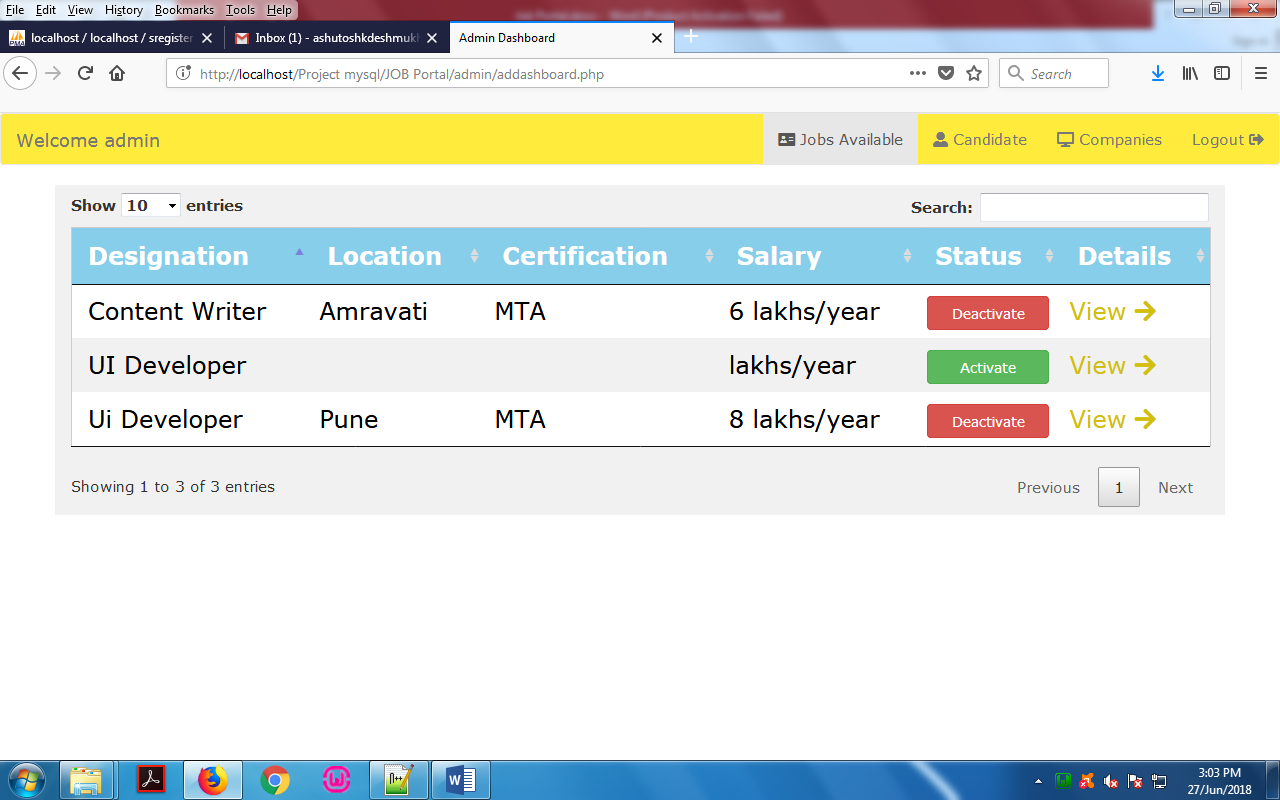 File Edit View History Bookmarks Tools Help
localhost / localhost / sregister
Inbox (1) - ashutoshkdeshmukh
Admin Dashboard
http://localhost/Project mysql/JOB Portal/admin/addashboard.php
Search
Welcome admin
Jobs Available
Candidate
Companies
Logout
Show 10 entries
Search:
Designation Location Certification Salary Status Details
Content Writer Amravati MTA 6 lakhs/year Deactivate View
UI Developer lakhs/year Activate View
Ui Developer Pune MTA 8 lakhs/year Deactivate View
Showing 1 to 3 of 3 entries
Previous 1 Next
3:03 PM
27/Jun/2018